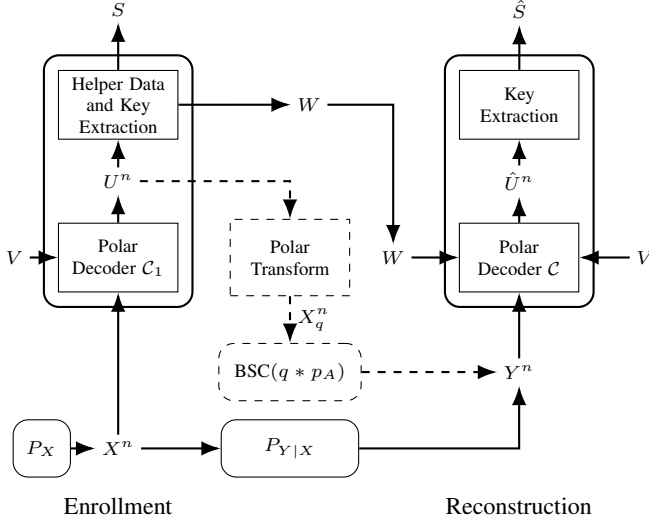 S
Ŝ
Helper Data
and Key
Extraction
W
Key
Extraction
Uⁿ
Ûⁿ
V
Polar
Decoder 𝒞₁
Polar
Transform
W
Polar
Decoder 𝒞
V
X_qⁿ
BSC(q ∗ p_A)
Yⁿ
P_X
Xⁿ
P_{Y|X}
Enrollment
Reconstruction